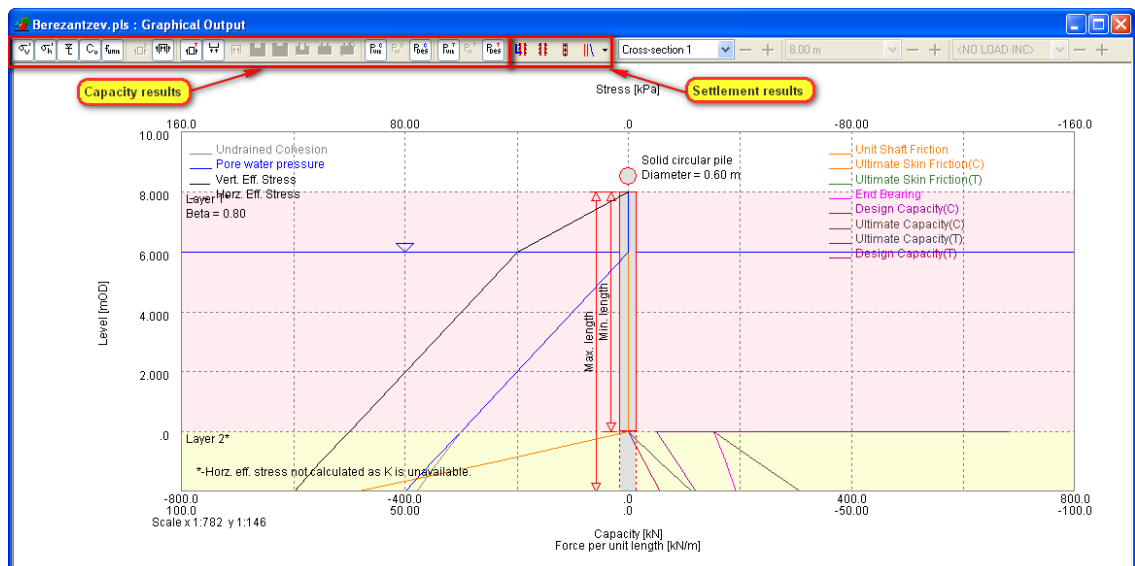 Berezantzev.pls : Graphical Output
Cross-section 1
8.00 m
<NO LOAD INC>
Capacity results
Settlement results
Stress [kPa]
160.0 80.00 .0 -80.00 -160.0
10.00
8.000
6.000
4.000
2.000
.0
Level [mOD]
Undrained Cohesion
Pore water pressure
Vert. Eff. Stress
Horz. Eff. Stress
Layer 1*
Beta = 0.80
Solid circular pile
Diameter = 0.60 m
Unit Shaft Friction
Ultimate Skin Friction(C)
Ultimate Skin Friction(T)
End Bearing
Design Capacity(C)
Ultimate Capacity(C)
Ultimate Capacity(T)
Design Capacity(T)
Max. length
Min. length
Layer 2*
*-Horz. eff. stress not calculated as K is unavailable.
-800.0 -400.0 .0 400.0 800.0
100.0 50.00 .0 -50.00 -100.0
Scale x 1:782 y 1:146
Capacity [kN]
Force per unit length [kN/m]